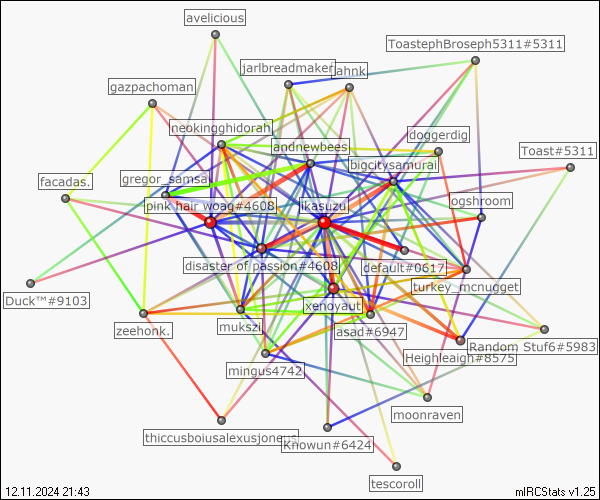 avelicious
ToastephBroseph5311#5311
jarlbreadmaker
ahnk
gazpachoman
neokingghidorah
doggerdig
andnewbees
Toast#5311
bigcitysamurai
facadas.
gregor_samsa
ogshroom
pink hair woag#4608
ikasuzu
disaster of passion#4608
default#0617
turkey_mcnugget
Duck™#9103
xenoyaut
zeehonk.
mukszi
asad#6947
Random Stuf6#5983
Heighleaigh#8575
mingus4742
moonraven
thiccusboiusalexusjoneus
Knowun#6424
tescoroll
12.11.2024 21:43
mIRCStats v1.25